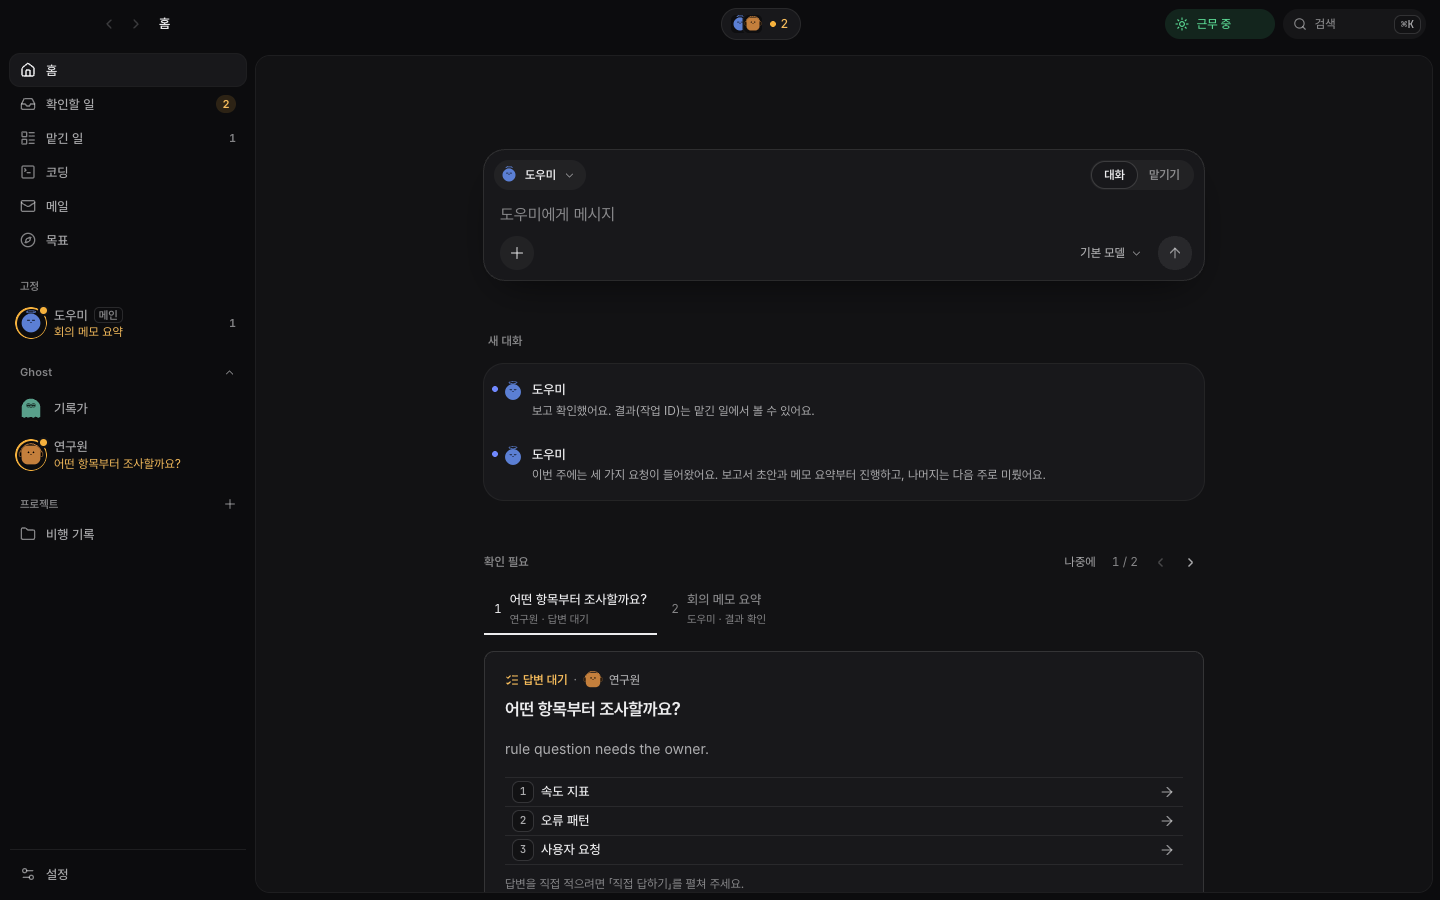 홈
2
근무 중
검색
⌘K
홈
확인할 일
2
맡긴 일
1
코딩
메일
목표
고정
도우미 메인
회의 메모 요약
1
Ghost
기록가
연구원
어떤 항목부터 조사할까요?
프로젝트
비행 기록
설정
도우미
대화
맡기기
도우미에게 메시지
기본 모델
새 대화
도우미
보고 확인했어요. 결과(작업 ID)는 맡긴 일에서 볼 수 있어요.
도우미
이번 주에는 세 가지 요청이 들어왔어요. 보고서 초안과 메모 요약부터 진행하고, 나머지는 다음 주로 미뤘어요.
확인 필요
나중에
1 / 2
1 어떤 항목부터 조사할까요?
연구원 · 답변 대기
2 회의 메모 요약
도우미 · 결과 확인
답변 대기 · 연구원
어떤 항목부터 조사할까요?
rule question needs the owner.
1 속도 지표
2 오류 패턴
3 사용자 요청
답변을 직접 적으려면 「직접 답하기」를 펼쳐 주세요.